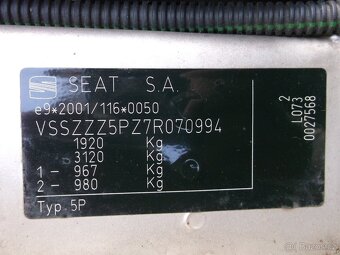 SEAT S.A.
e9*2001/116*0050
VSSZZZ5PZ7R070994
1920 Kg
3120 Kg
1- 967 Kg
2- 980 Kg
Typ 5P
2
L073
0027568